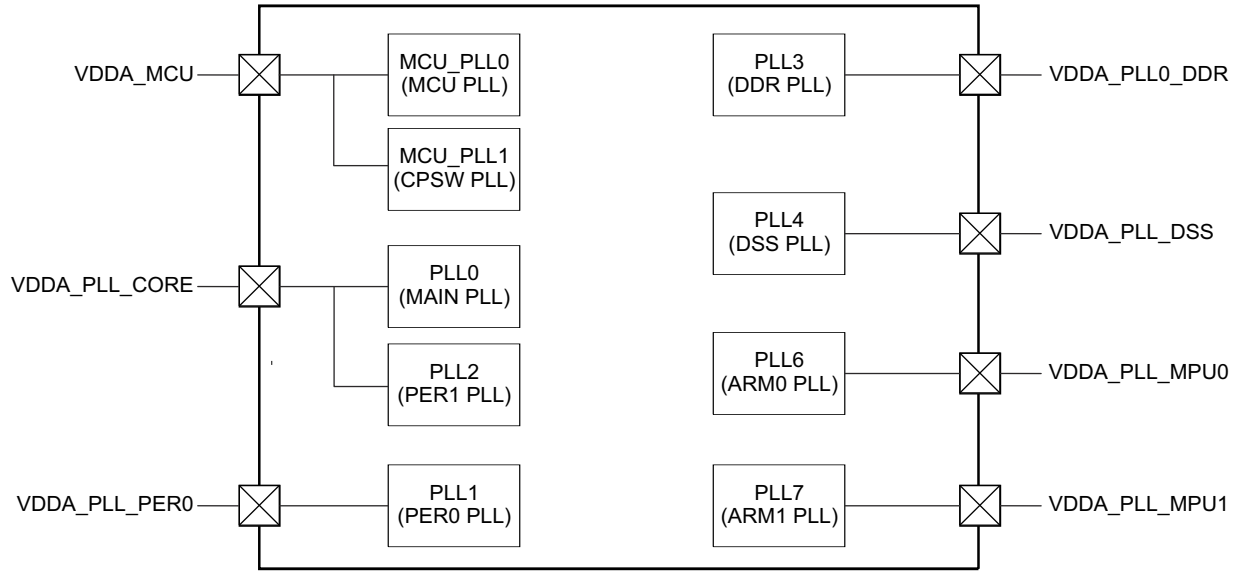 VDDA_MCU
MCU_PLL0
(MCU PLL)
MCU_PLL1
(CPSW PLL)
VDDA_PLL_CORE
PLL0
(MAIN PLL)
PLL2
(PER1 PLL)
VDDA_PLL_PER0
PLL1
(PER0 PLL)
PLL3
(DDR PLL)
VDDA_PLL0_DDR
PLL4
(DSS PLL)
VDDA_PLL_DSS
PLL6
(ARM0 PLL)
VDDA_PLL_MPU0
PLL7
(ARM1 PLL)
VDDA_PLL_MPU1